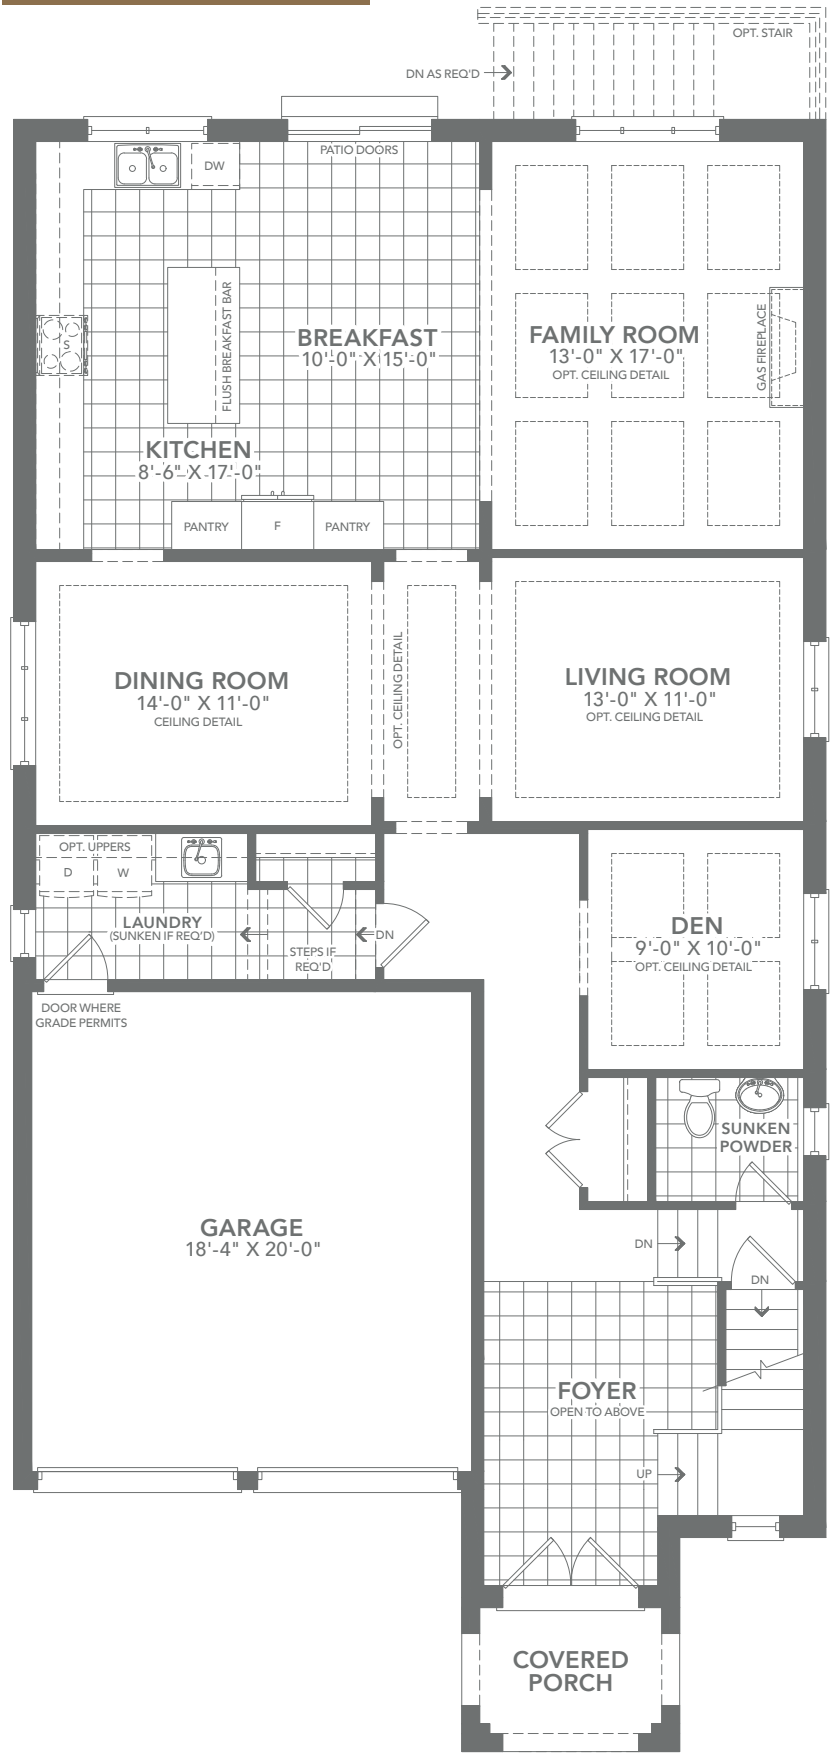 OPT. STAIR
DN AS REQ'D
PATIO DOORS
DW
FLUSH BREAKFAST BAR
S
BREAKFAST
10'-0" X 15'-0"
FAMILY ROOM
13'-0" X 17'-0"
OPT. CEILING DETAIL
GAS FIREPLACE
KITCHEN
8'-6" X 17'-0"
PANTRY
F
PANTRY
DINING ROOM
14'-0" X 11'-0"
CEILING DETAIL
OPT. CEILING DETAIL
LIVING ROOM
13'-0" X 11'-0"
OPT. CEILING DETAIL
OPT. UPPERS
D
W
LAUNDRY
(SUNKEN IF REQ'D)
STEPS IF
REQ'D
DN
DEN
9'-0" X 10'-0"
OPT. CEILING DETAIL
DOOR WHERE
GRADE PERMITS
SUNKEN
POWDER
GARAGE
18'-4" X 20'-0"
DN
DN
FOYER
OPEN TO ABOVE
UP
COVERED
PORCH